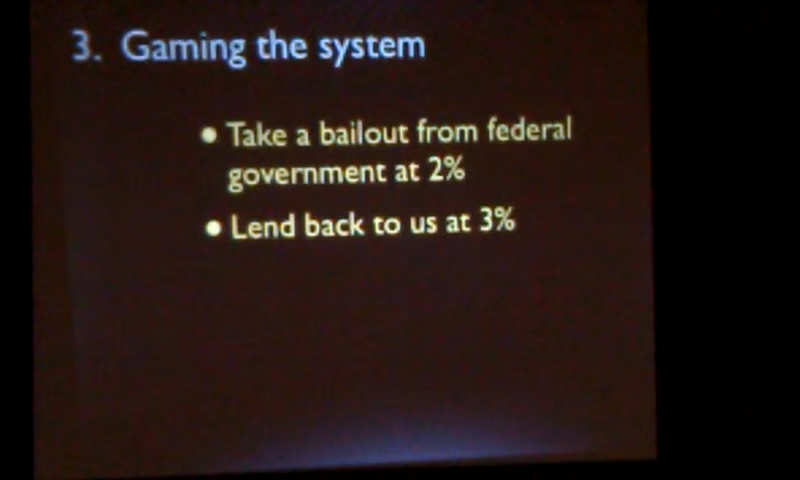 3. Gaming the system
• Take a bailout from federal
government at 2%
• Lend back to us at 3%